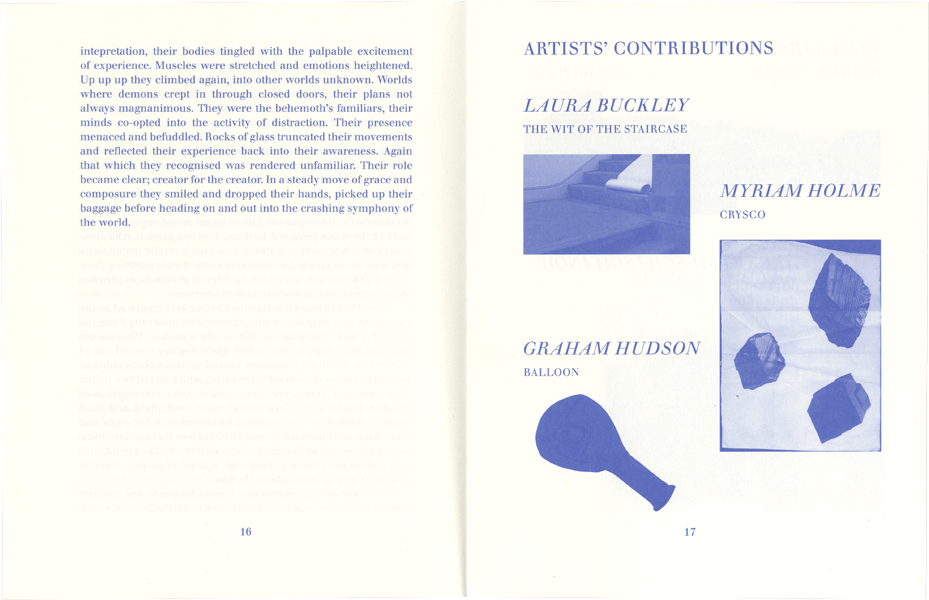 intepretation, their bodies tingled with the palpable excitement
of experience. Muscles were stretched and emotions heightened.
Up up up they climbed again, into other worlds unknown. Worlds
where demons crept in through closed doors, their plans not
always magnanimous. They were the behemoth's familiars, their
minds co-opted into the activity of distraction. Their presence
menaced and befuddled. Rocks of glass truncated their movements
and reflected their experience back into their awareness. Again
that which they recognised was rendered unfamiliar. Their role
became clear; creator for the creator. In a steady move of grace and
composure they smiled and dropped their hands, picked up their
baggage before heading on and out into the crashing symphony of
the world.
16
ARTISTS' CONTRIBUTIONS
LAURA BUCKLEY
THE WIT OF THE STAIRCASE
MYRIAM HOLME
CRYSCO
GRAHAM HUDSON
BALLOON
17